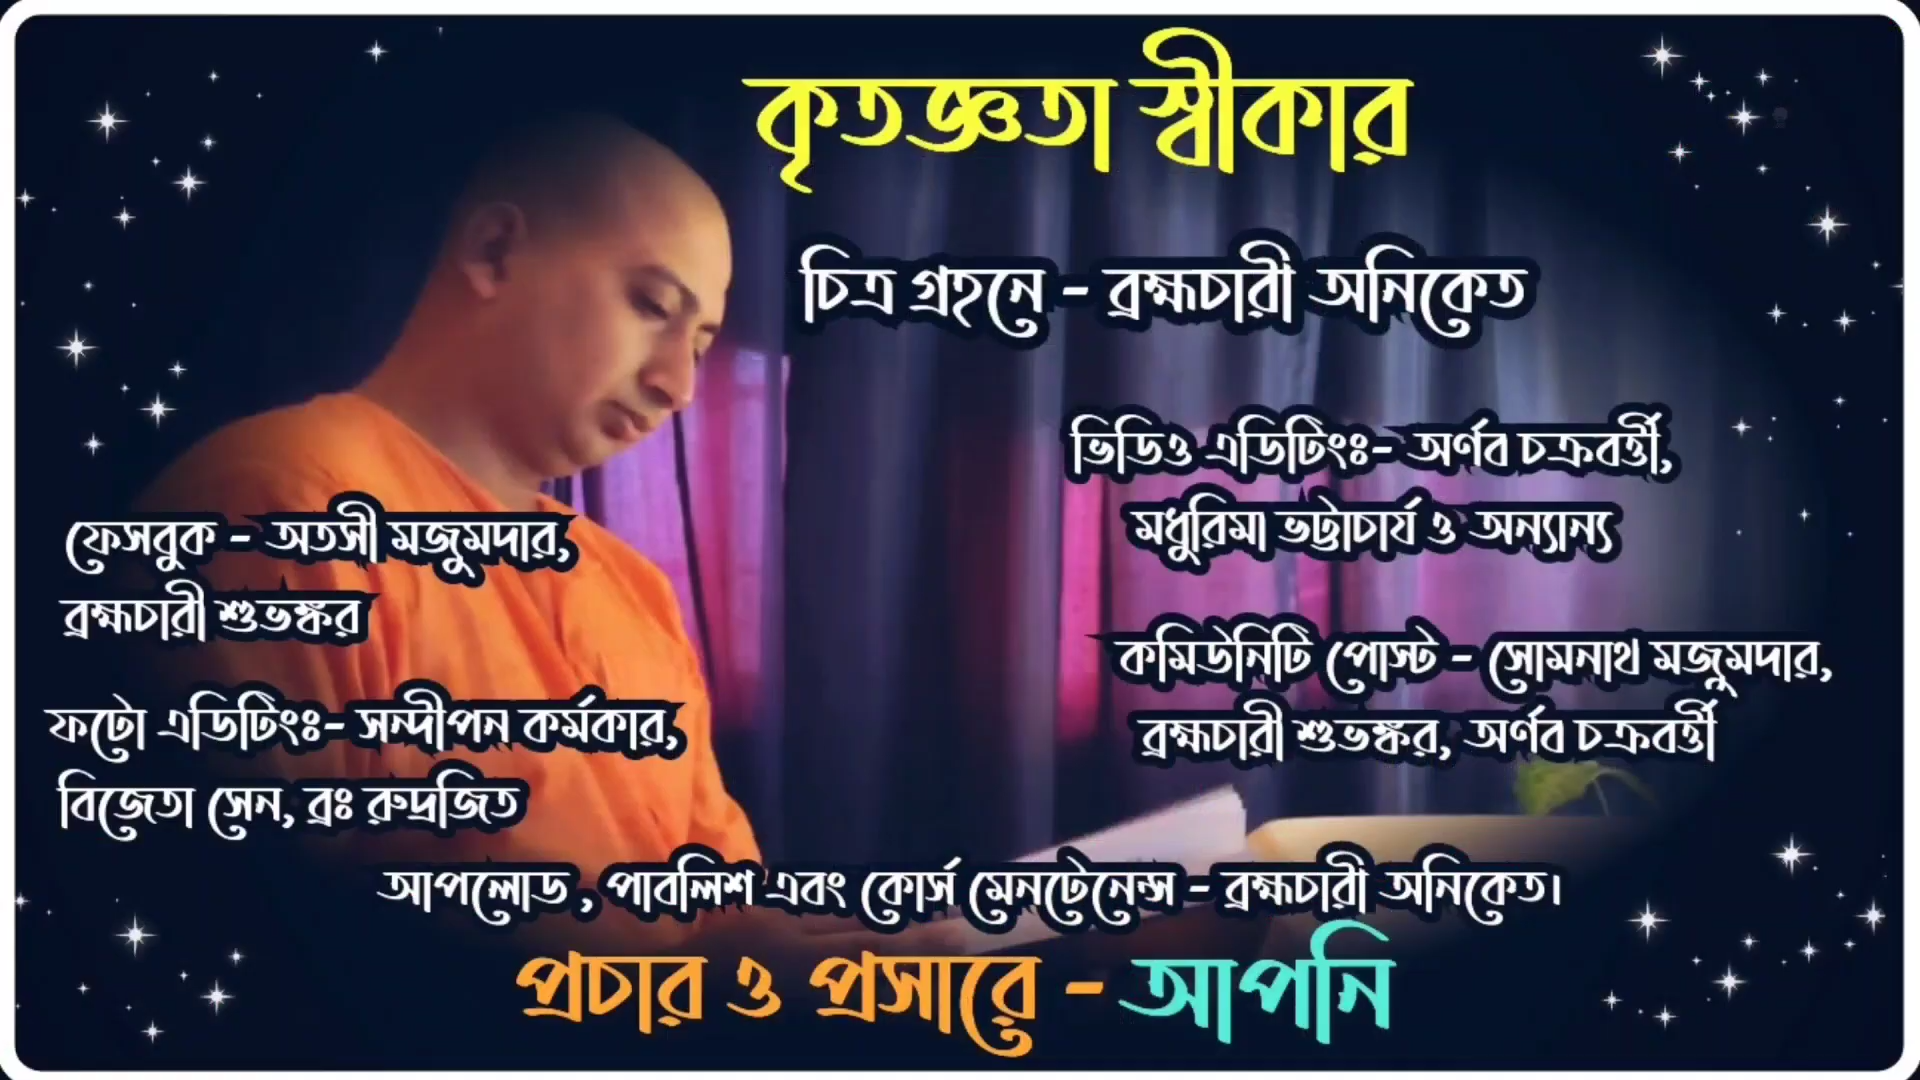 কৃতজ্ঞতা স্বীকার
চিত্র গ্রহনে - ব্রহ্মচারী অনিকেত
ভিডিও এডিটিংঃ- অর্ণব চক্রবর্ত্তী,
মধুরিমা ভট্টাচার্য ও অন্যান্য
ফেসবুক - অতসী মজুমদার,
ব্রহ্মচারী শুভঙ্কর
কমিউনিটি পোস্ট - সোমনাথ মজুমদার,
ব্রহ্মচারী শুভঙ্কর, অর্ণব চক্রবর্ত্তী
ফটো এডিটিংঃ- সন্দীপন কর্মকার,
বিজেতা সেন, ব্রঃ রুদ্রজিত
আপলোড , পাবলিশ এবং কোর্স মেনটেনেন্স - ব্রহ্মচারী অনিকেত।
প্রচার ও প্রসারে - আপনি